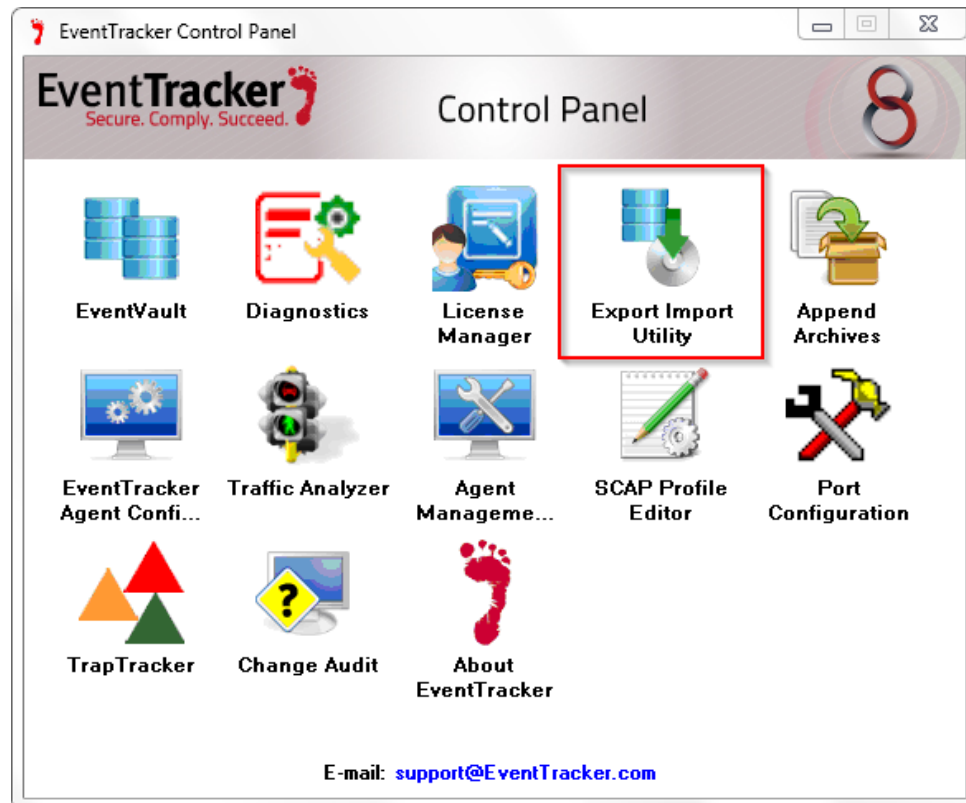 EventTracker Control Panel
EventTracker
Secure. Comply. Succeed.
Control Panel
8
EventVault
Diagnostics
License
Manager
Export Import
Utility
Append
Archives
EventTracker
Agent Confi...
Traffic Analyzer
Agent
Manageme...
SCAP Profile
Editor
Port
Configuration
TrapTracker
?
Change Audit
About
EventTracker
E-mail: support@EventTracker.com